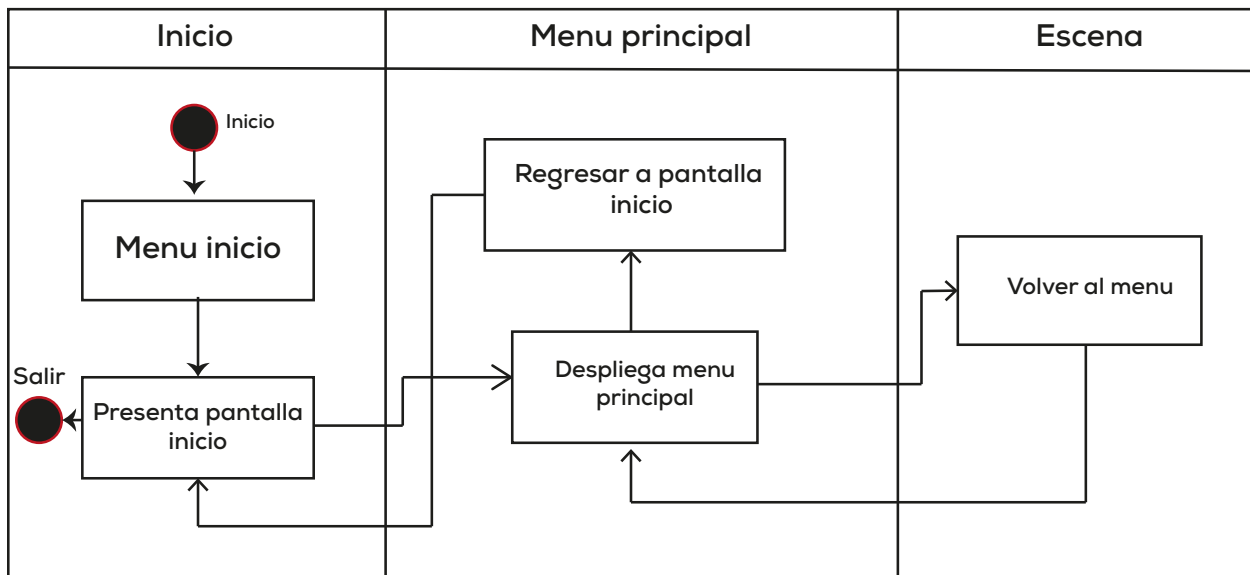 Inicio
Menu principal
Escena
Inicio
Menu inicio
Salir
Presenta pantalla
inicio
Regresar a pantalla
inicio
Despliega menu
principal
Volver al menu